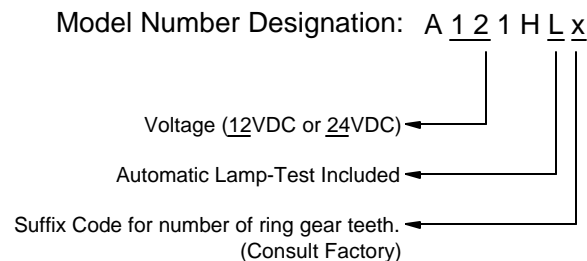 Model Number Designation: A 1 2 1 H L x
Voltage (12VDC or 24VDC)
Automatic Lamp-Test Included
Suffix Code for number of ring gear teeth.
(Consult Factory)